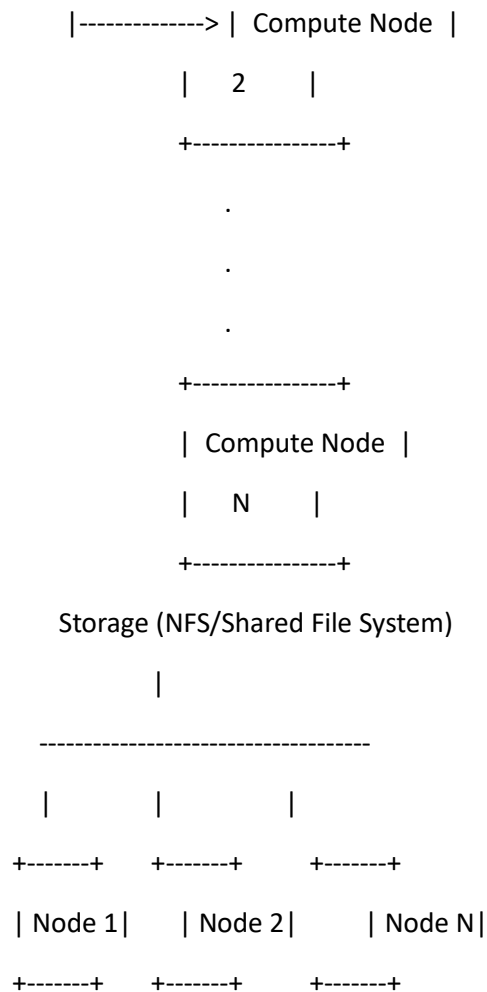 |--------------> | Compute Node |
| 2 |
+----------------+
.
.
.
+----------------+
| Compute Node |
| N |
+----------------+
Storage (NFS/Shared File System)
|
-------------------------------------
| | |
+-------+ +-------+ +-------+
| Node 1| | Node 2| | Node N|
+-------+ +-------+ +-------+